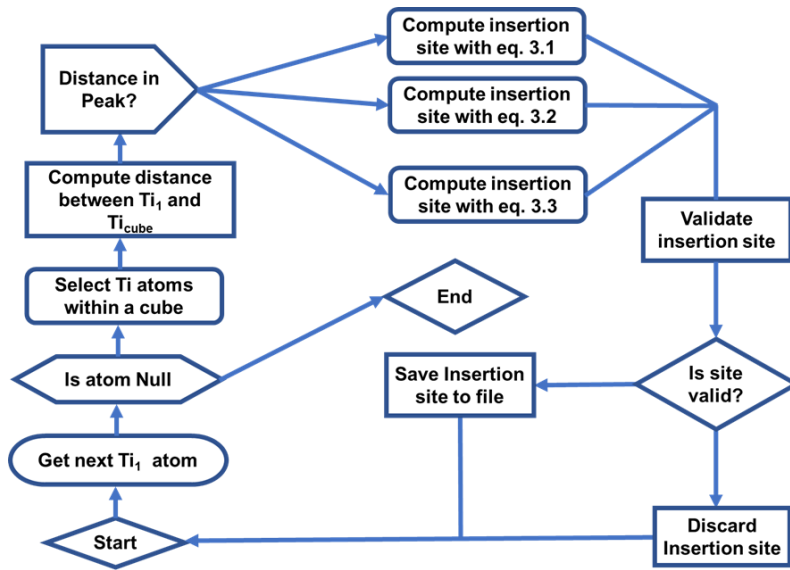 Distance in
Peak?
Compute insertion
site with eq. 3.1
Compute insertion
site with eq. 3.2
Compute insertion
site with eq. 3.3
Compute distance
between Ti₁ and
Ti_cube
Select Ti atoms
within a cube
Is atom Null
Get next Ti₁ atom
Start
End
Validate
insertion site
Is site
valid?
Save Insertion
site to file
Discard
Insertion site